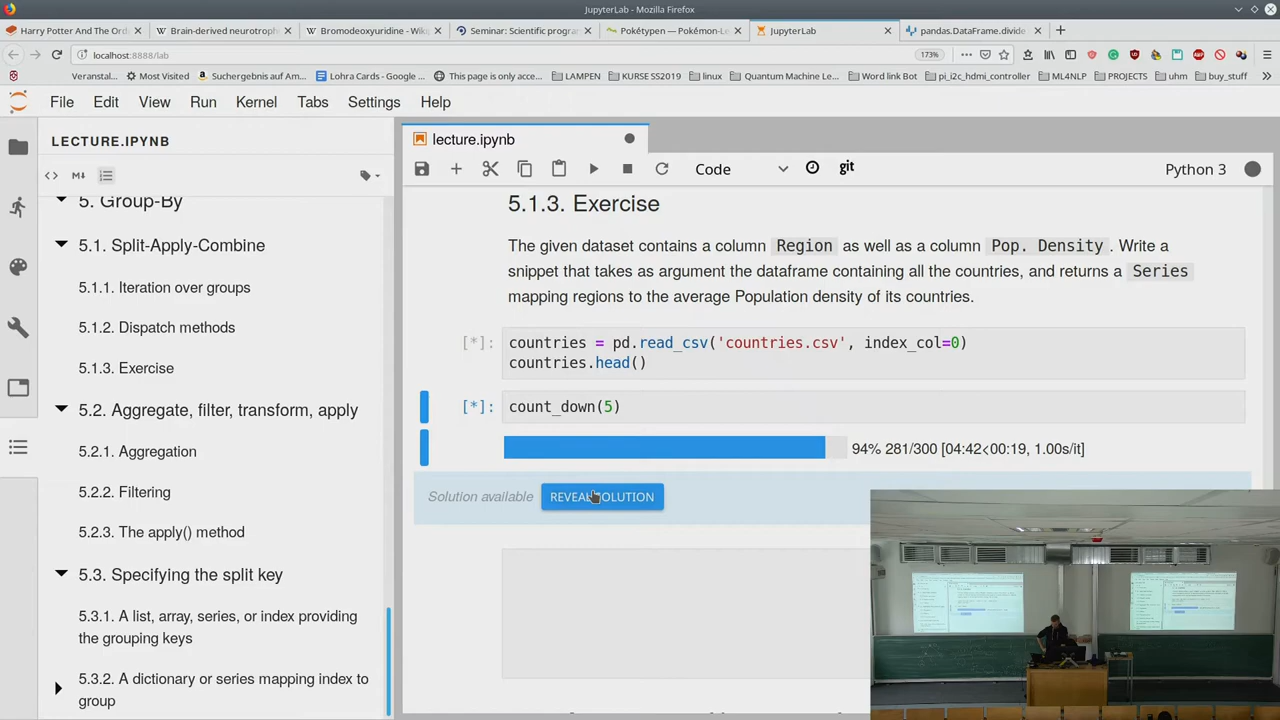 JupyterLab - Mozilla Firefox
Harry Potter And The Ord
Brain-derived neurotroph
Bromodeoxyuridine - Wiki
Seminar: Scientific progra
Pokétypen — Pokémon-Le
JupyterLab
pandas.DataFrame.divide
localhost:8888/lab
173%
Veranstal...
Most Visited
Suchergebnis auf Am...
Lohra Cards - Google ...
This page is only acce...
LAMPEN
KURSE SS2019
linux
Quantum Machine Le...
Word link Bot
pi_i2c_hdmi_controller
ML4NLP
PROJECTS
uhm
buy_stuff
File
Edit
View
Run
Kernel
Tabs
Settings
Help
LECTURE.IPYNB
5. Group-By
5.1. Split-Apply-Combine
5.1.1. Iteration over groups
5.1.2. Dispatch methods
5.1.3. Exercise
5.2. Aggregate, filter, transform, apply
5.2.1. Aggregation
5.2.2. Filtering
5.2.3. The apply() method
5.3. Specifying the split key
5.3.1. A list, array, series, or index providing
the grouping keys
5.3.2. A dictionary or series mapping index to
group
lecture.ipynb
Code
git
Python 3
5.1.3. Exercise
The given dataset contains a column Region as well as a column Pop. Density . Write a
snippet that takes as argument the dataframe containing all the countries, and returns a Series
mapping regions to the average Population density of its countries.
[*]: countries = pd.read_csv('countries.csv', index_col=0)
countries.head()
[*]: count_down(5)
94% 281/300 [04:42<00:19, 1.00s/it]
Solution available
REVEAL SOLUTION